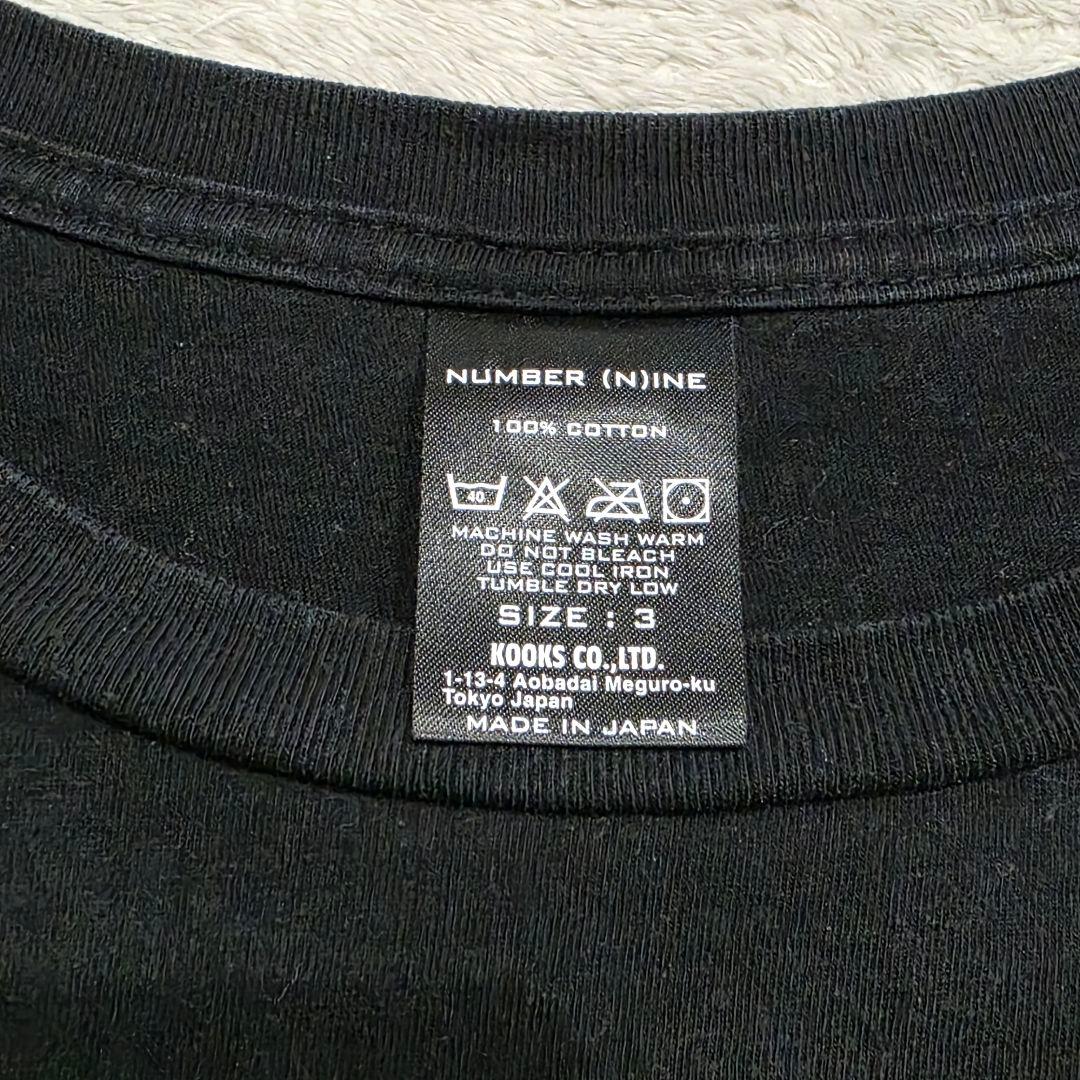 NUMBER (N)INE
100% COTTON
40
MACHINE WASH WARM
DO NOT BLEACH
USE COOL IRON
TUMBLE DRY LOW
SIZE : 3
KOOKS CO.,LTD.
1-13-4 Aobadai Meguro-ku
Tokyo Japan
MADE IN JAPAN